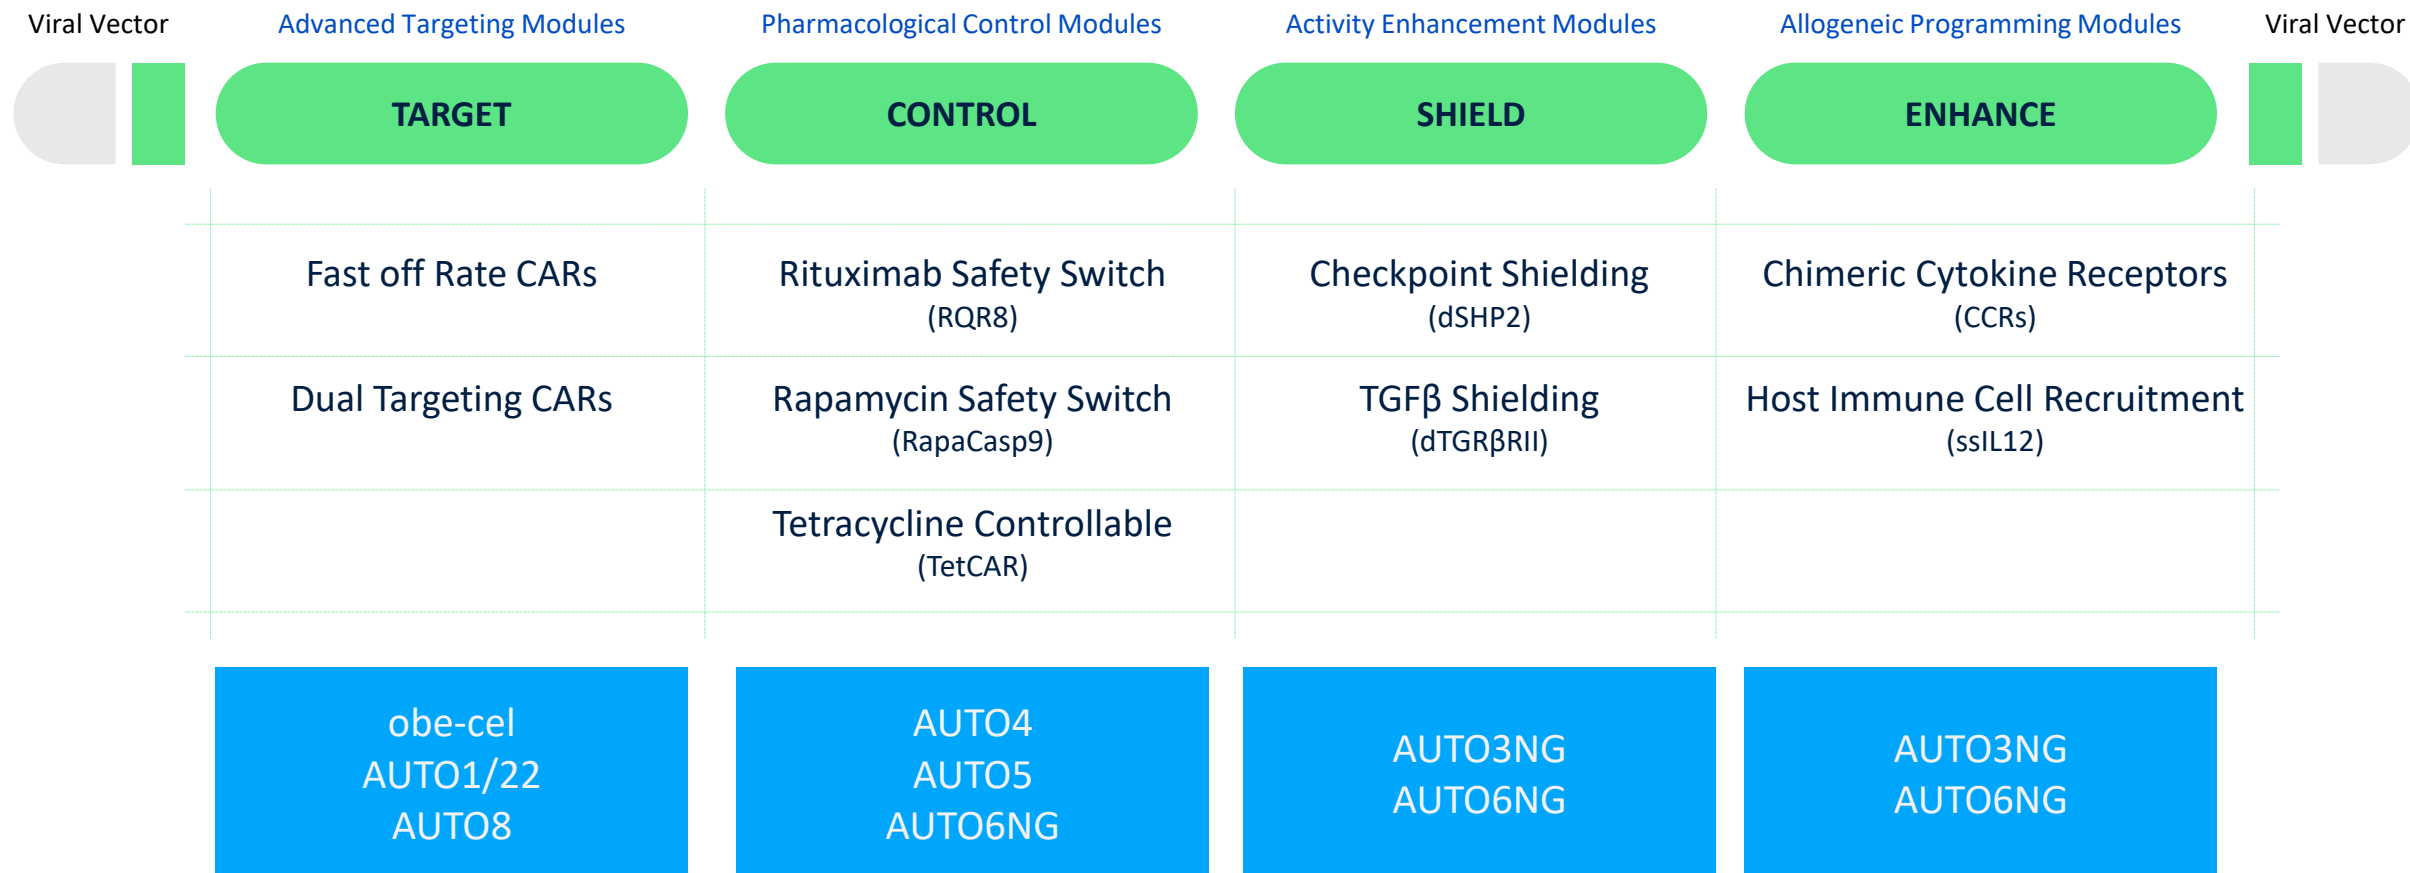 Viral Vector
Advanced Targeting Modules
Pharmacological Control Modules
Activity Enhancement Modules
Allogeneic Programming Modules
Viral Vector
TARGET
CONTROL
SHIELD
ENHANCE
Fast off Rate CARs
Rituximab Safety Switch
(RQR8)
Checkpoint Shielding
(dSHP2)
Chimeric Cytokine Receptors
(CCRs)
Dual Targeting CARs
Rapamycin Safety Switch
(RapaCasp9)
TGFβ Shielding
(dTGRβRII)
Host Immune Cell Recruitment
(ssIL12)
Tetracycline Controllable
(TetCAR)
obe-cel
AUTO1/22
AUTO8
AUTO4
AUTO5
AUTO6NG
AUTO3NG
AUTO6NG
AUTO3NG
AUTO6NG